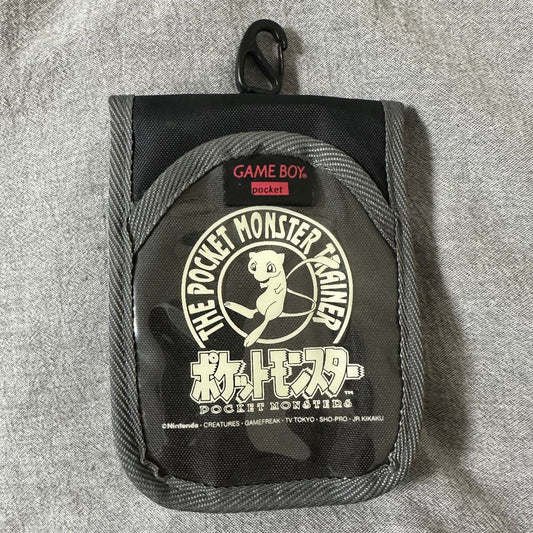 GAME BOY®
pocket
THE POCKET MONSTER TRAINER
ポケットモンスター
™
POCKET MONSTERS
©Nintendo・CREATURES・GAMEFREAK・TV TOKYO・SHO-PRO・JR KIKAKU